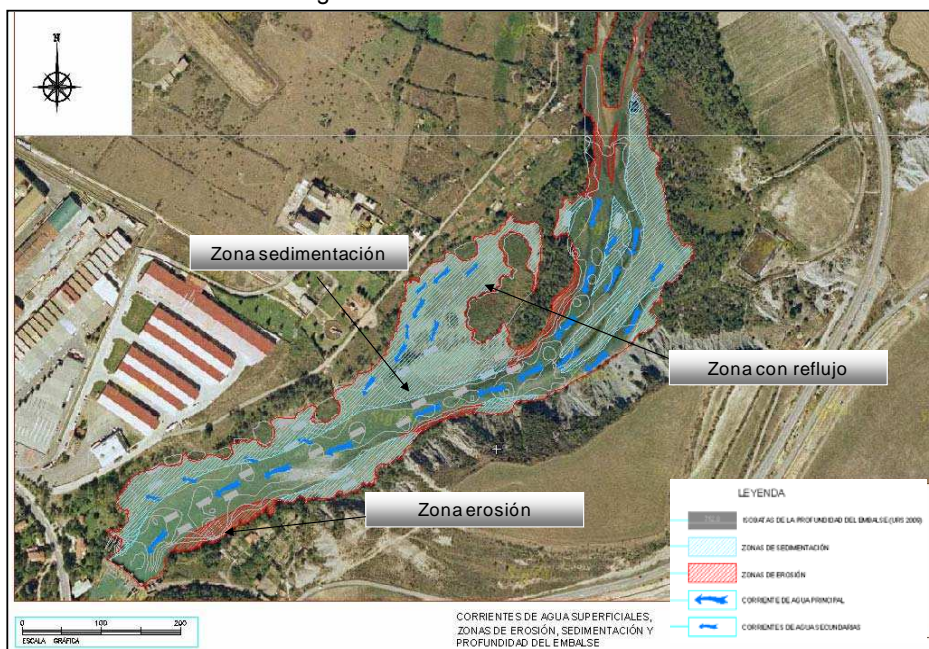 N
Zona sedimentación
Zona con reflujo
Zona erosión
LEYENDA
ISOBATAS DE LA PROFUNDIDAD DEL EMBALSE (URS 2009)
ZONAS DE SEDIMENTACIÓN
ZONAS DE EROSIÓN
CORRIENTE DE AGUA PRINCIPAL
CORRIENTES DE AGUA SECUNDARIAS
0 100 200
ESCALA GRÁFICA
CORRIENTES DE AGUA SUPERFICIALES,
ZONAS DE EROSIÓN, SEDIMENTACIÓN Y
PROFUNDIDAD DEL EMBALSE